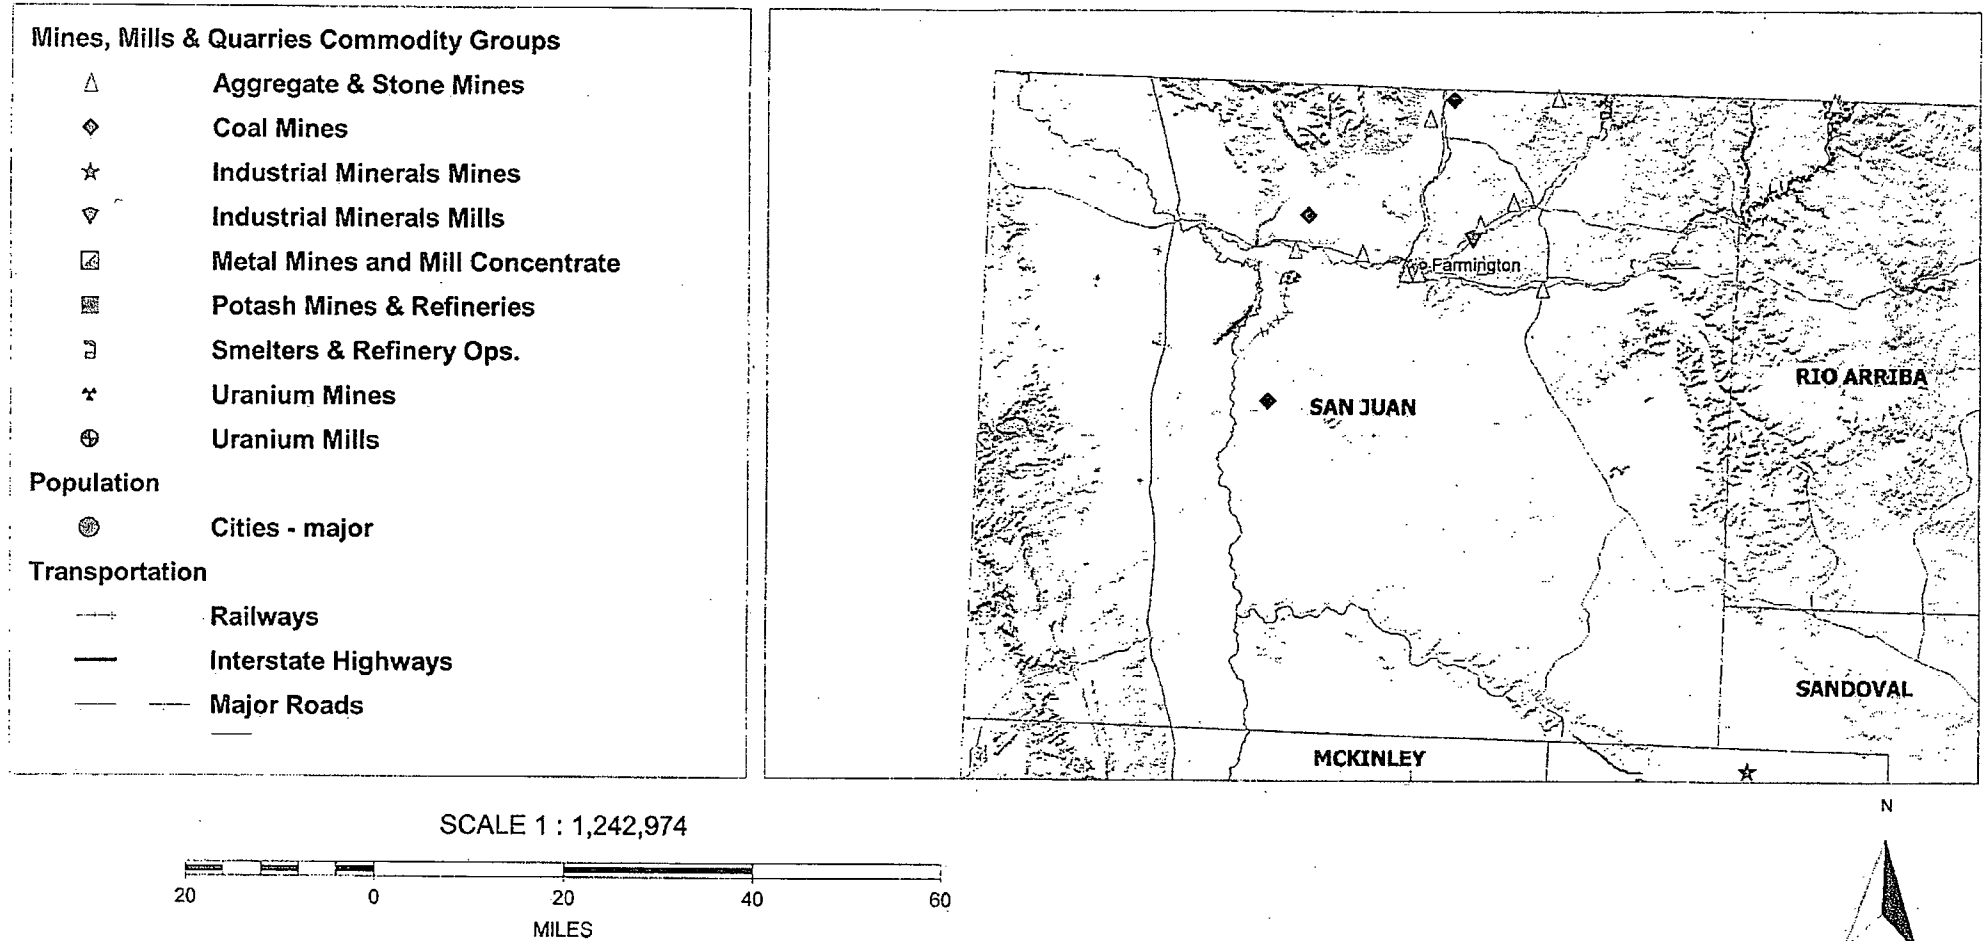 Mines, Mills & Quarries Commodity Groups
Aggregate & Stone Mines
Coal Mines
Industrial Minerals Mines
Industrial Minerals Mills
Metal Mines and Mill Concentrate
Potash Mines & Refineries
Smelters & Refinery Ops.
Uranium Mines
Uranium Mills
Population
Cities - major
Transportation
Railways
Interstate Highways
Major Roads
Farmington
RIO ARRIBA
SAN JUAN
SANDOVAL
MCKINLEY
SCALE 1 : 1,242,974
20 0 20 40 60
MILES
N